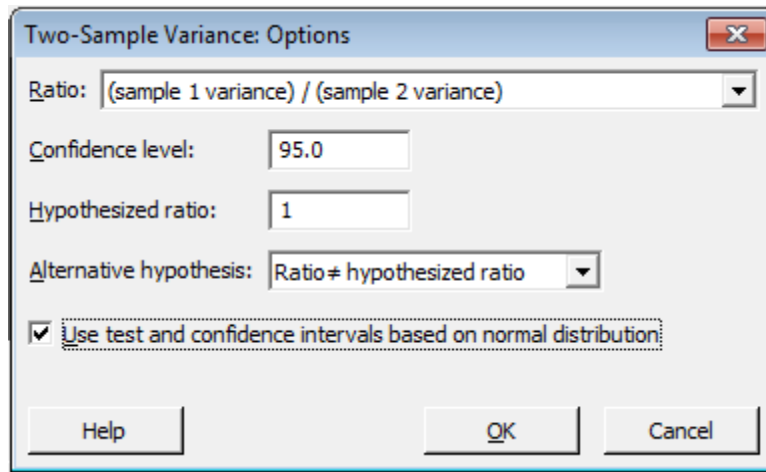 Two-Sample Variance: Options
Ratio: (sample 1 variance) / (sample 2 variance)
Confidence level: 95.0
Hypothesized ratio: 1
Alternative hypothesis: Ratio ≠ hypothesized ratio
Use test and confidence intervals based on normal distribution
Help OK Cancel